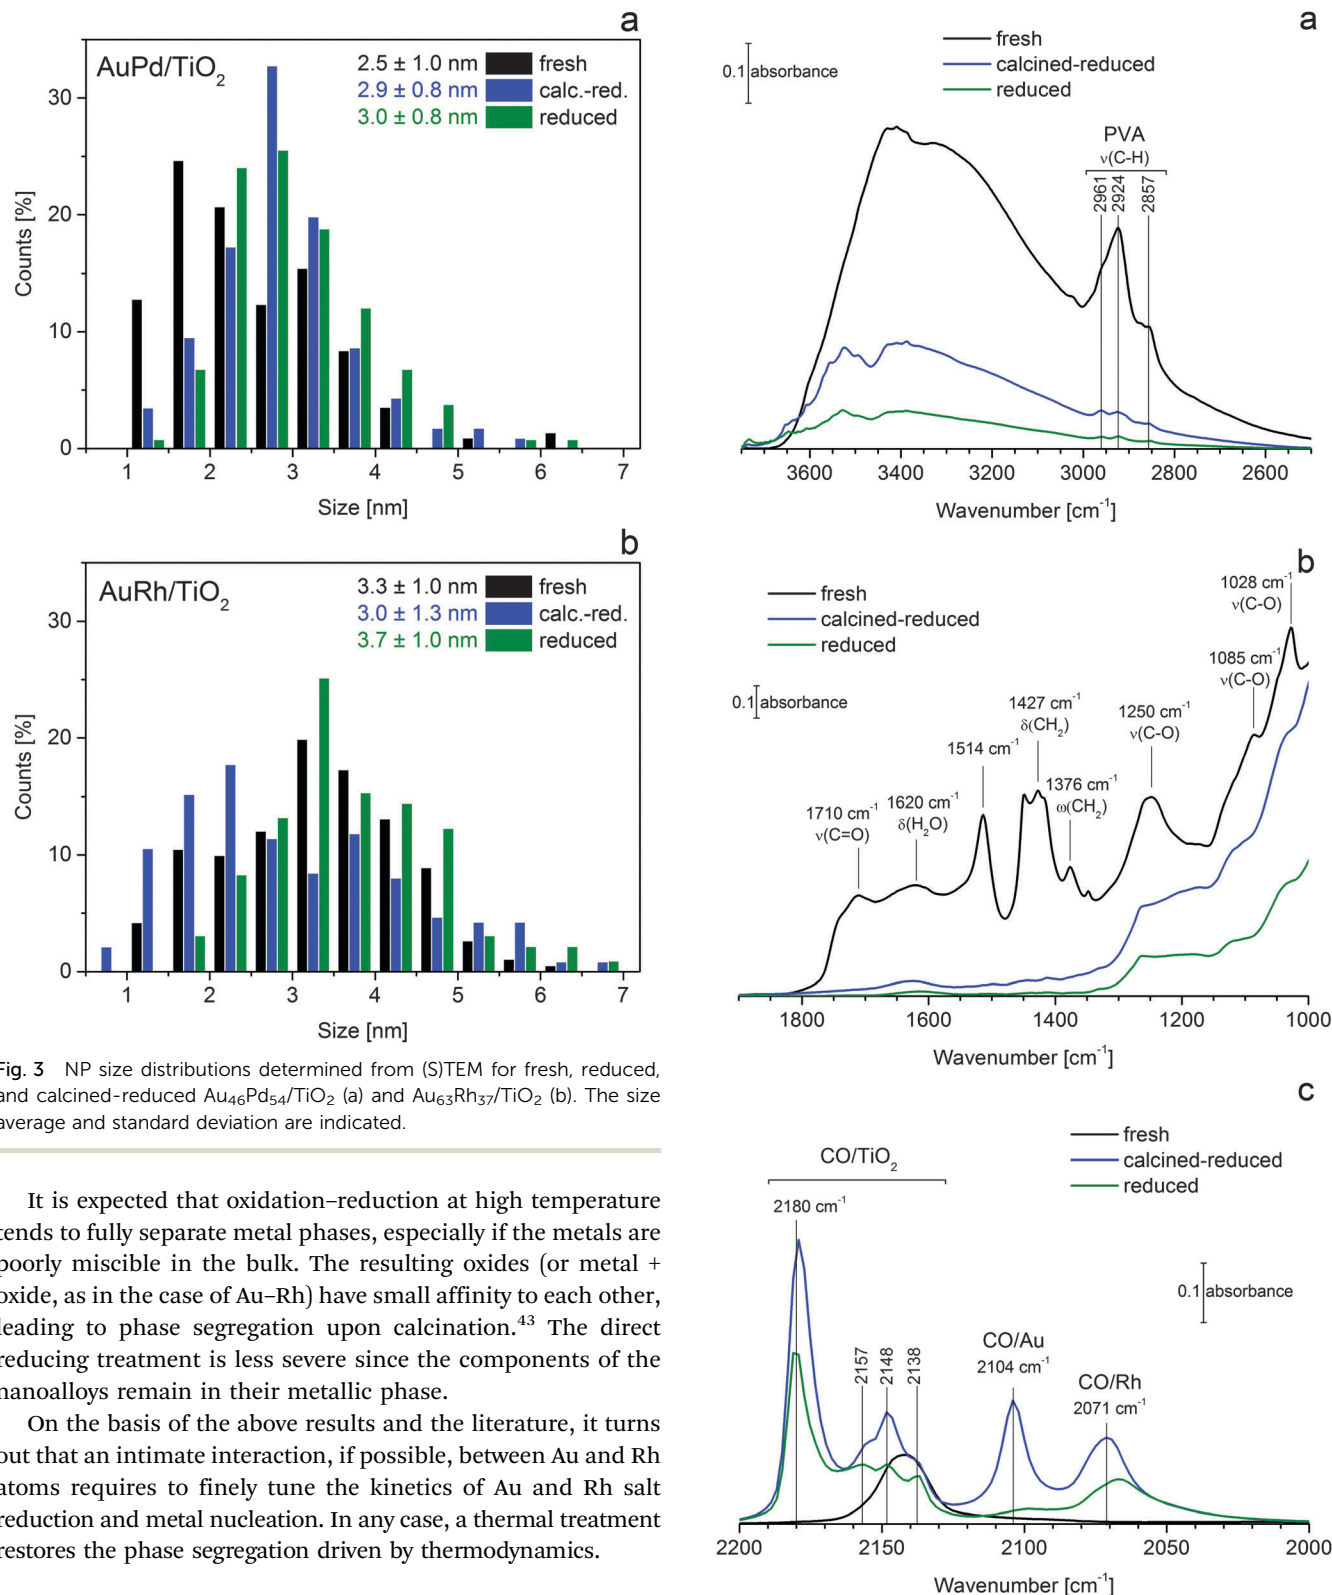 a
AuPd/TiO₂
2.5 ± 1.0 nm fresh
2.9 ± 0.8 nm calc.-red.
3.0 ± 0.8 nm reduced
Counts [%]
30
20
10
0
1 2 3 4 5 6 7
Size [nm]
b
AuRh/TiO₂
3.3 ± 1.0 nm fresh
3.0 ± 1.3 nm calc.-red.
3.7 ± 1.0 nm reduced
Counts [%]
30
20
10
0
1 2 3 4 5 6 7
Size [nm]
Fig. 3 NP size distributions determined from (S)TEM for fresh, reduced,
and calcined-reduced Au₄₆Pd₅₄/TiO₂ (a) and Au₆₃Rh₃₇/TiO₂ (b). The size
average and standard deviation are indicated.
It is expected that oxidation–reduction at high temperature
tends to fully separate metal phases, especially if the metals are
poorly miscible in the bulk. The resulting oxides (or metal +
oxide, as in the case of Au–Rh) have small affinity to each other,
leading to phase segregation upon calcination.⁴³ The direct
reducing treatment is less severe since the components of the
nanoalloys remain in their metallic phase.
On the basis of the above results and the literature, it turns
out that an intimate interaction, if possible, between Au and Rh
atoms requires to finely tune the kinetics of Au and Rh salt
reduction and metal nucleation. In any case, a thermal treatment
restores the phase segregation driven by thermodynamics.
a
fresh
calcined-reduced
reduced
0.1 absorbance
PVA
ν(C-H)
2961
2924
2857
3600 3400 3200 3000 2800 2600
Wavenumber [cm⁻¹]
b
fresh
calcined-reduced
reduced
0.1 absorbance
1028 cm⁻¹
ν(C-O)
1085 cm⁻¹
ν(C-O)
1250 cm⁻¹
ν(C-O)
1427 cm⁻¹
δ(CH₂)
1514 cm⁻¹
1376 cm⁻¹
ω(CH₂)
1620 cm⁻¹
δ(H₂O)
1710 cm⁻¹
ν(C=O)
1800 1600 1400 1200 1000
Wavenumber [cm⁻¹]
c
fresh
calcined-reduced
reduced
0.1 absorbance
CO/TiO₂
2180 cm⁻¹
2157
2148
2138
CO/Au
2104 cm⁻¹
CO/Rh
2071 cm⁻¹
2200 2150 2100 2050 2000
Wavenumber [cm⁻¹]